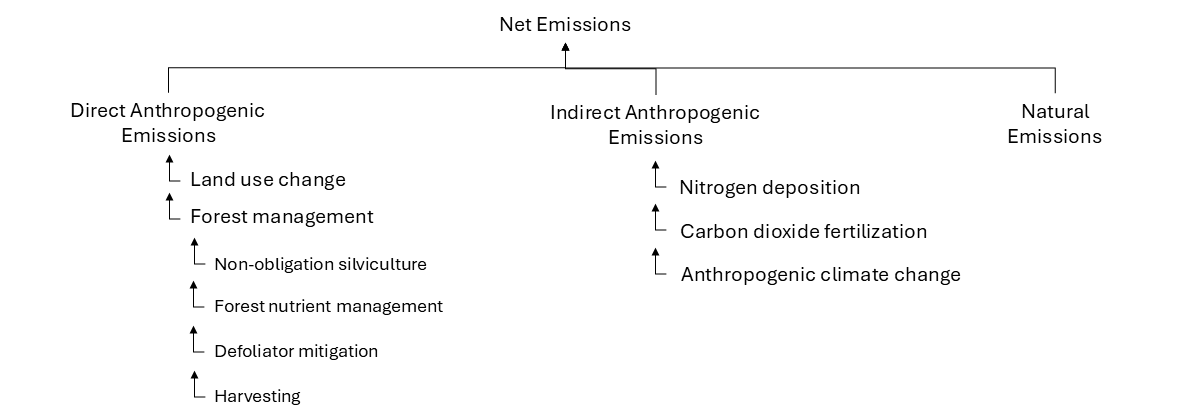 Net Emissions
Direct Anthropogenic
Emissions
Land use change
Forest management
Non-obligation silviculture
Forest nutrient management
Defoliator mitigation
Harvesting
Indirect Anthropogenic
Emissions
Nitrogen deposition
Carbon dioxide fertilization
Anthropogenic climate change
Natural
Emissions